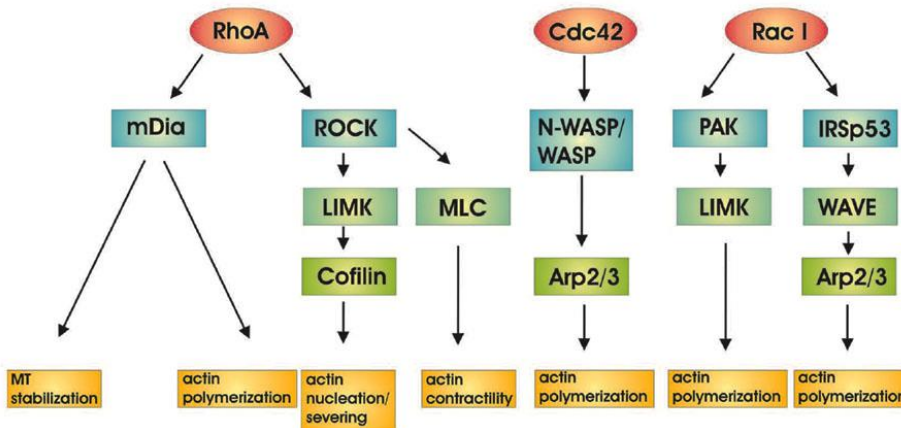 RhoA
Cdc42
Rac I
mDia
ROCK
N-WASP/
WASP
PAK
IRSp53
LIMK
MLC
LIMK
WAVE
Cofilin
Arp2/3
Arp2/3
MT
stabilization
actin
polymerization
actin
nucleation/
severing
actin
contractility
actin
polymerization
actin
polymerization
actin
polymerization